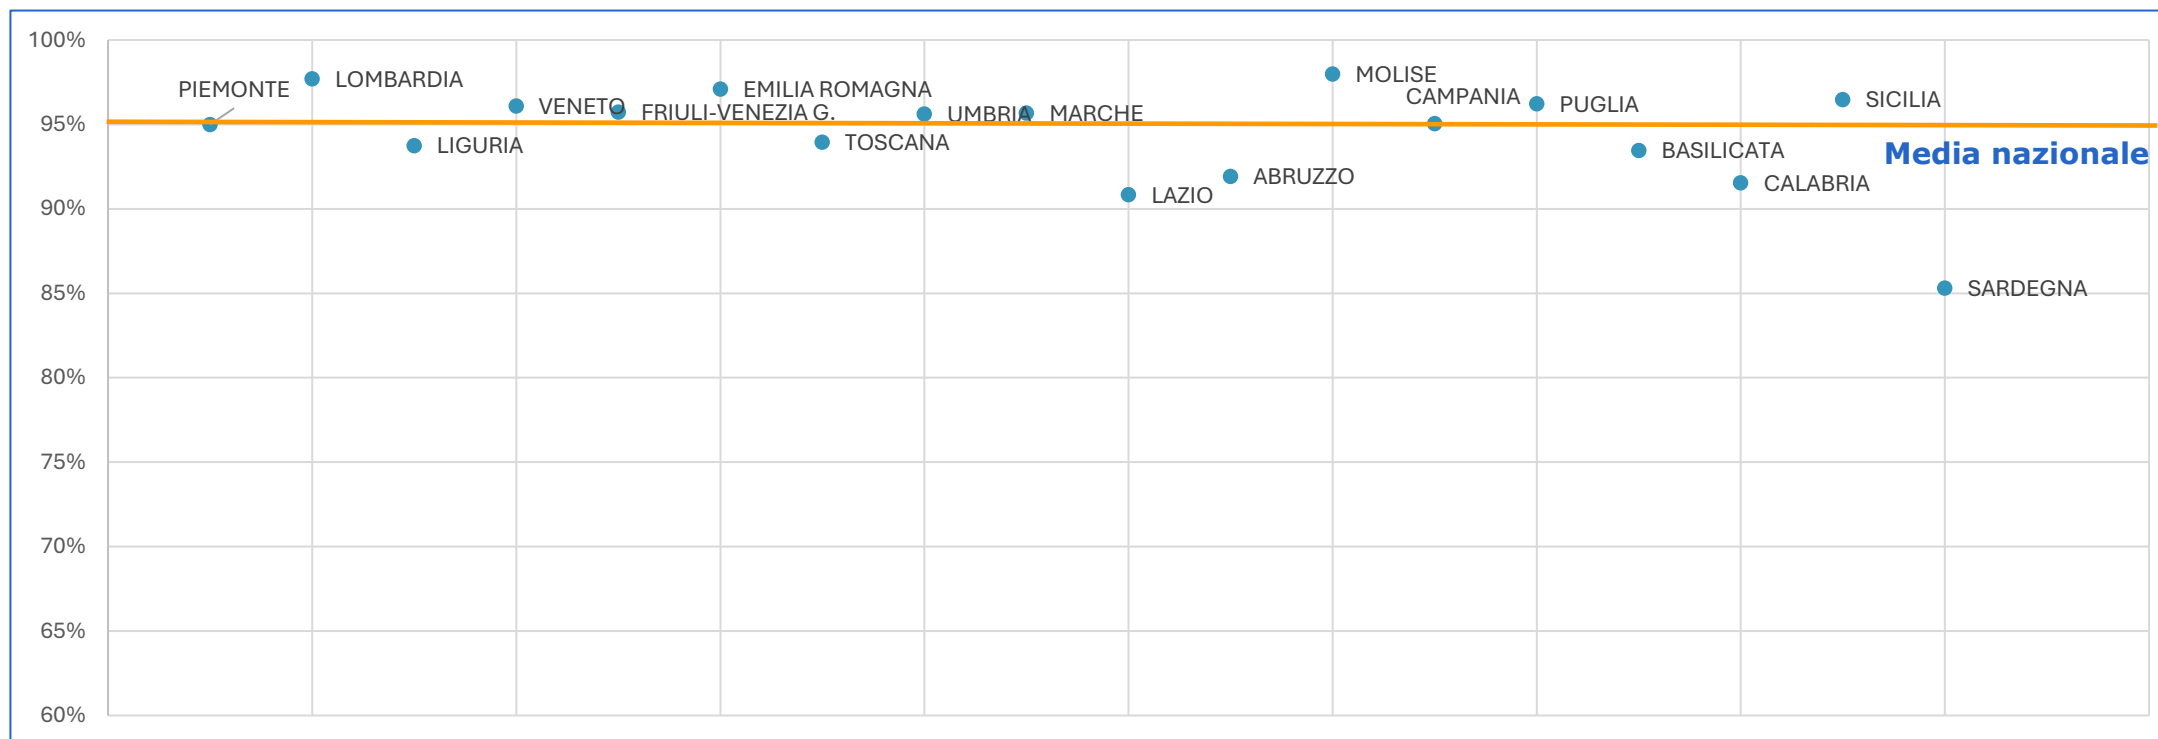 100%
PIEMONTE
LOMBARDIA
EMILIA ROMAGNA
MOLISE
CAMPANIA
PUGLIA
SICILIA
VENETO
FRIULI-VENEZIA G.
UMBRIA
MARCHE
95%
LIGURIA
TOSCANA
BASILICATA
Media nazionale
ABRUZZO
CALABRIA
LAZIO
90%
85%
SARDEGNA
80%
75%
70%
65%
60%